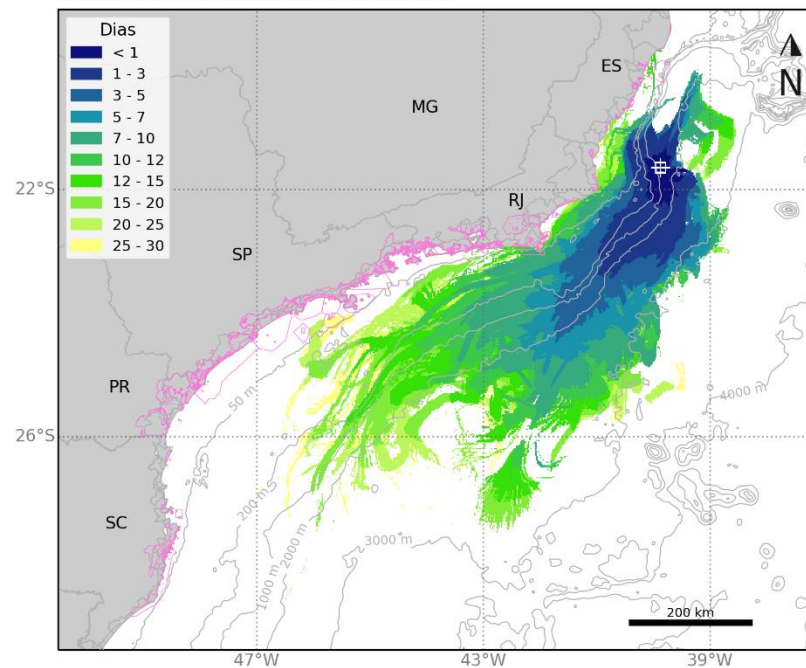 Dias
< 1
1 - 3
3 - 5
5 - 7
7 - 10
10 - 12
12 - 15
15 - 20
20 - 25
25 - 30
ES
N
MG
22°S
RJ
SP
PR
50 m
4000 m
26°S
200 m
SC
2000 m
3000 m
1000 m
200 km
47°W
43°W
39°W